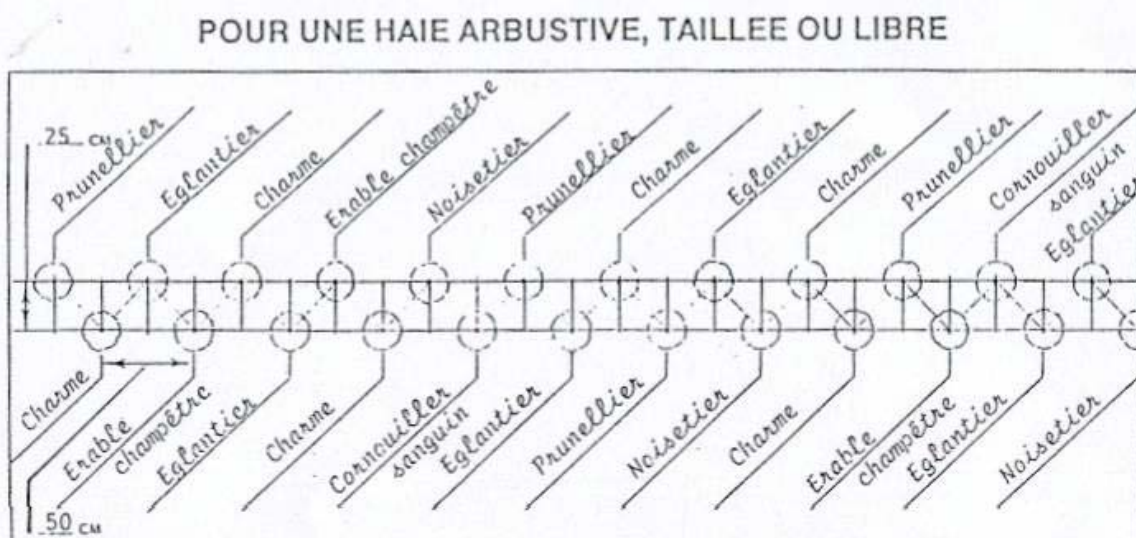 POUR UNE HAIE ARBUSTIVE, TAILLEE OU LIBRE
25 CM
Prunellier
Eglantier
Charme
Erable champêtre
Noisetier
Prunellier
Charme
Eglantier
Charme
Prunellier
Cornouiller
sanguin
Eglantier
Charme
Erable
champêtre
Eglantier
Charme
Cornouiller
sanguin
Eglantier
Prunellier
Noisetier
Charme
Erable
champêtre
Eglantier
Noisetier
50 CM